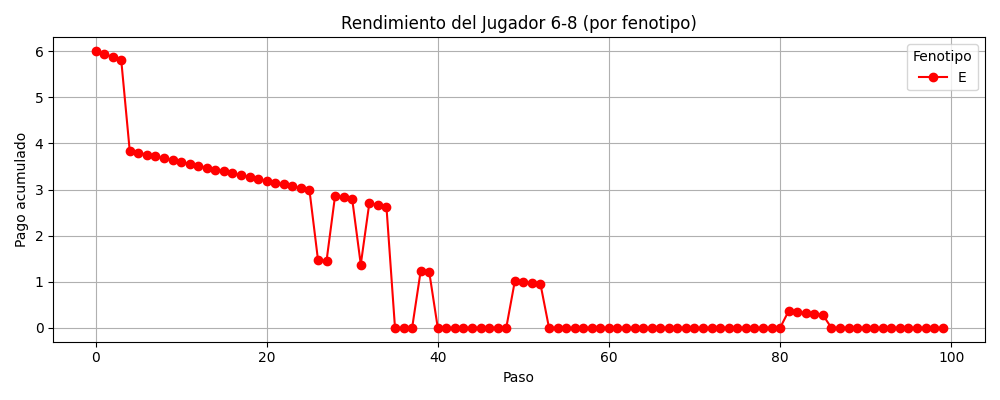 Rendimiento del Jugador 6-8 (por fenotipo)
Pago acumulado
6
5
4
3
2
1
0
Fenotipo
E
0
20
40
60
80
100
Paso